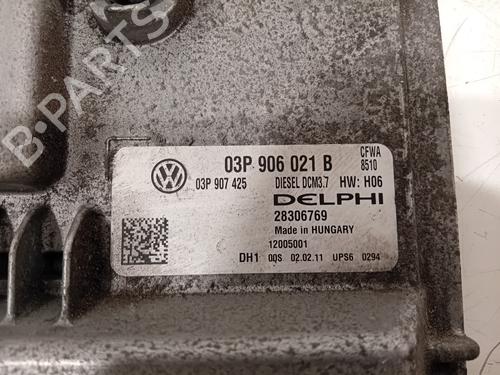 B-PARTS
03P 906 021 B
CFWA
8510
03P 907 425 DIESEL DCM3.7 HW: H06
DELPHI
28306769
Made in HUNGARY
12005001
DH1 00S 02.02.11 UPS6 0294